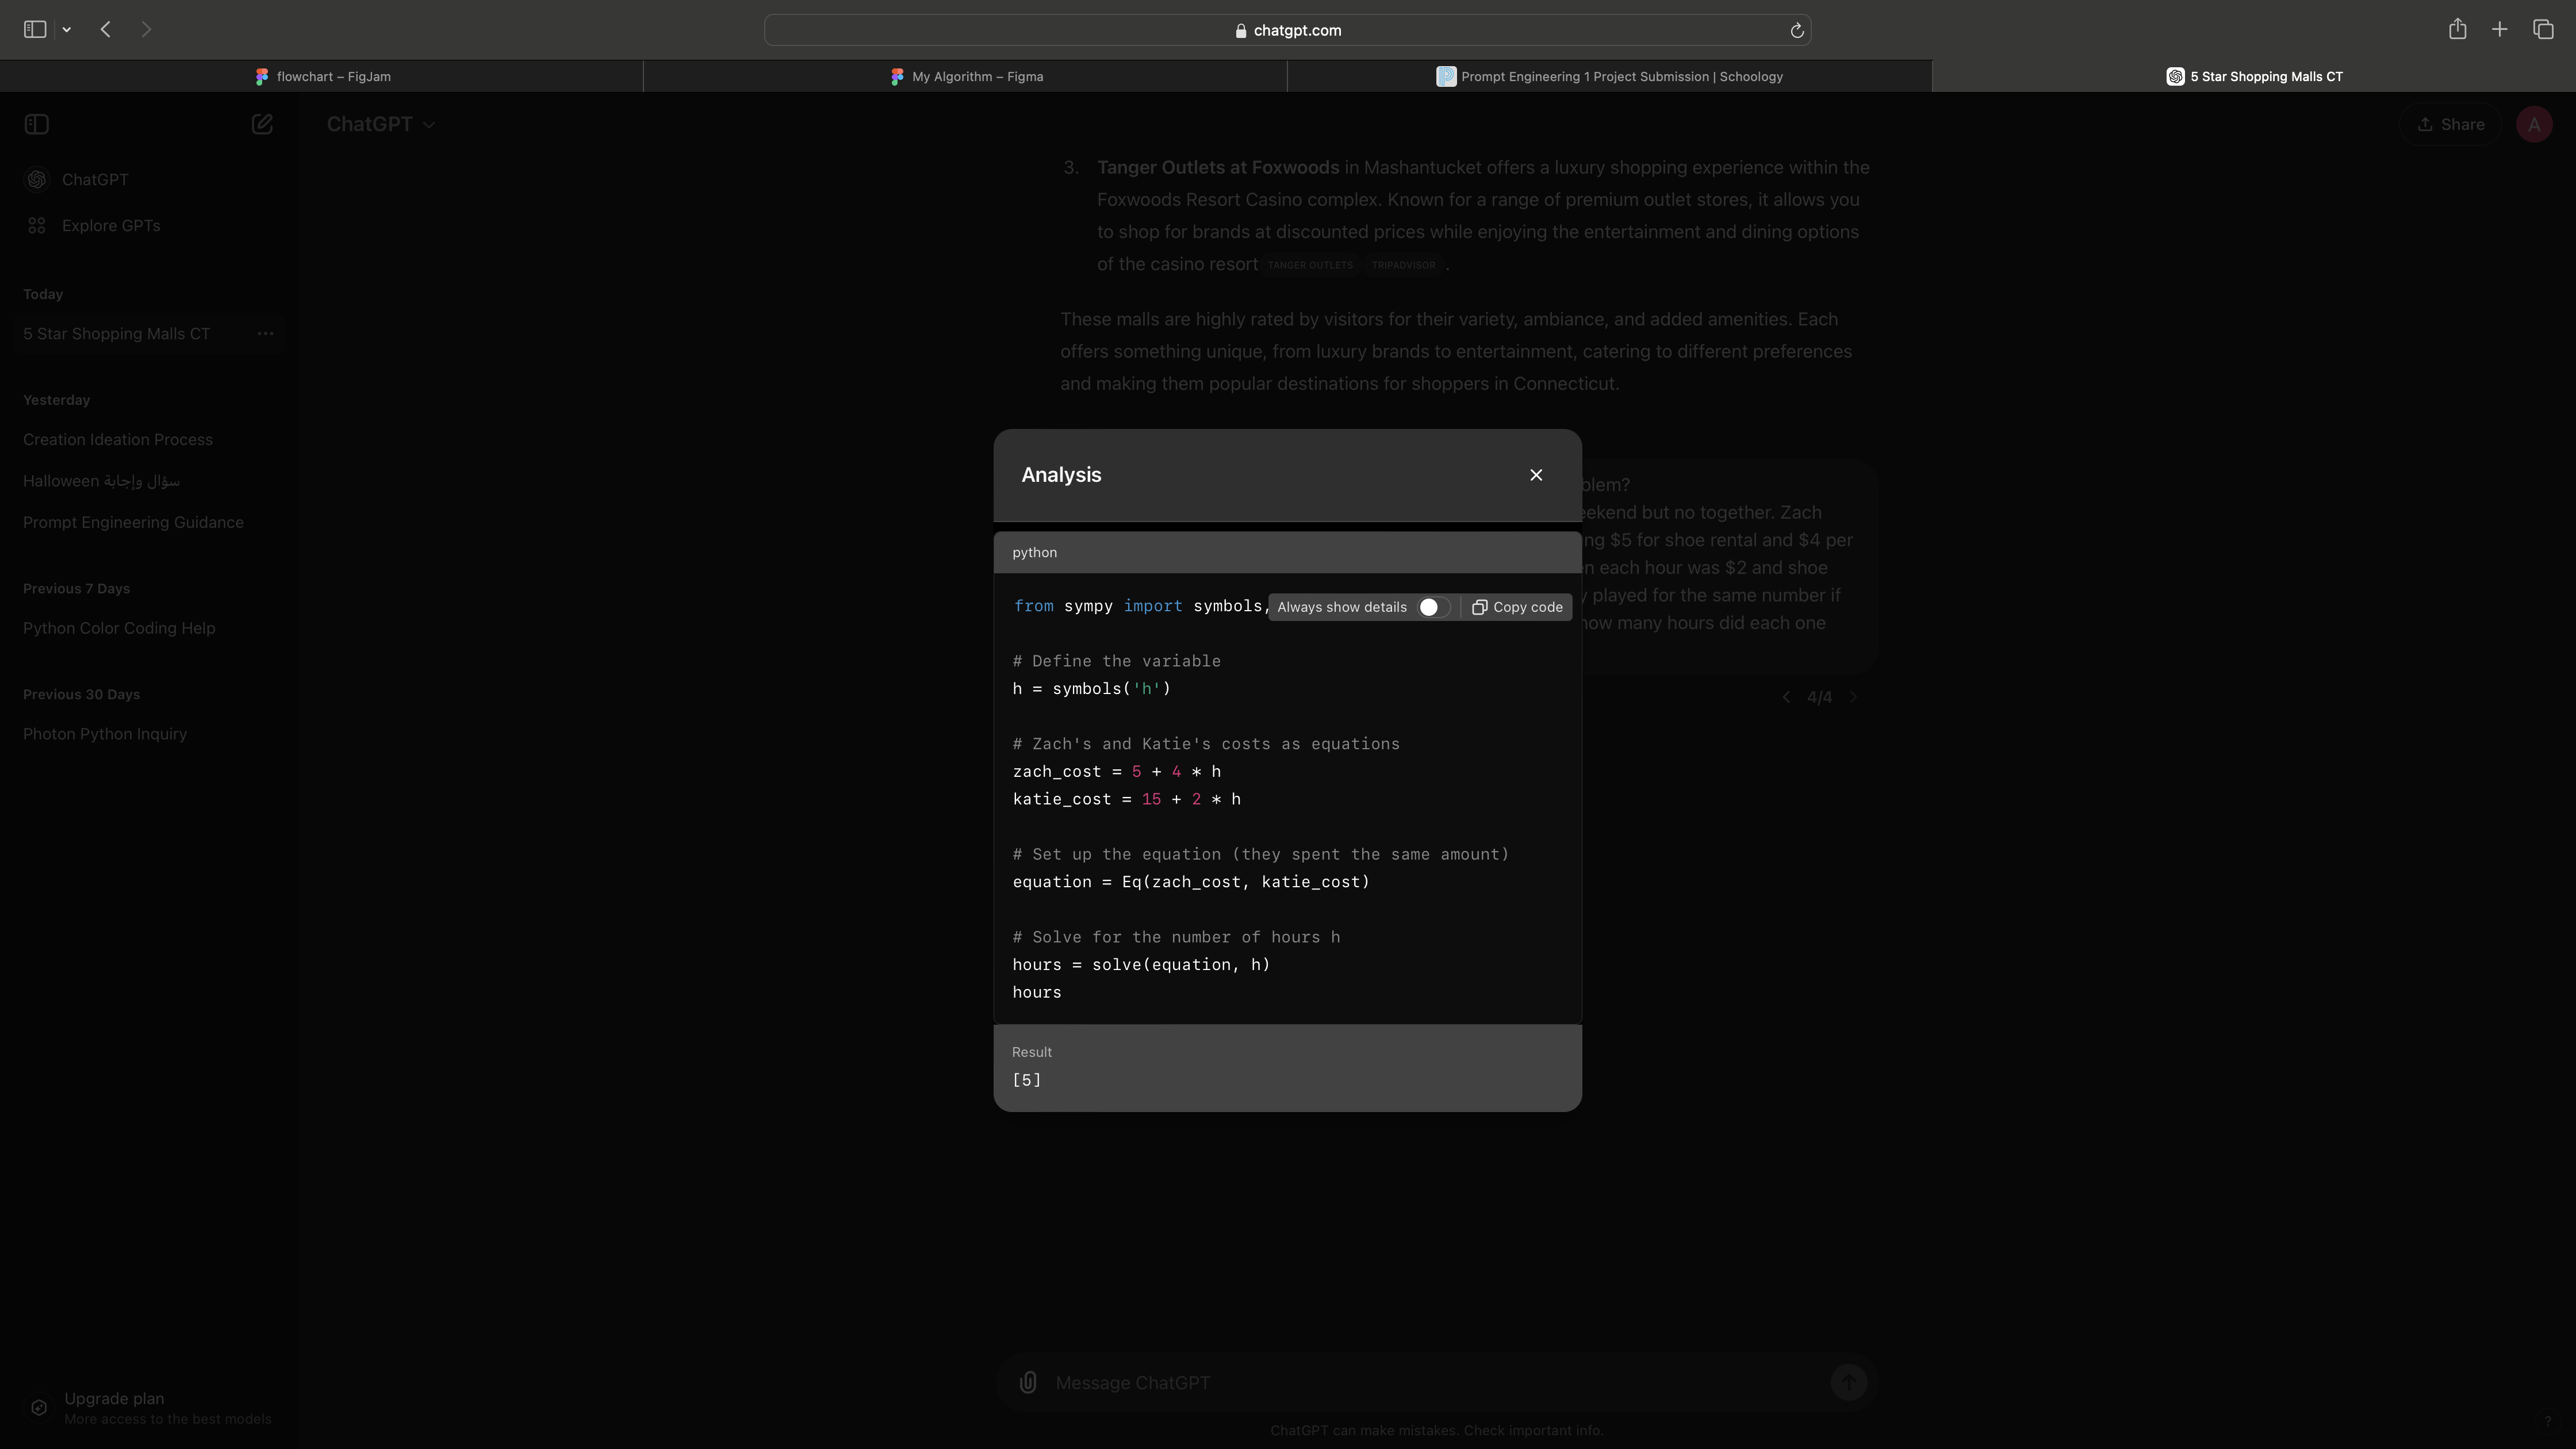 chatgpt.com
flowchart – FigJam
My Algorithm – Figma
Prompt Engineering 1 Project Submission | Schoology
5 Star Shopping Malls CT
ChatGPT
Share
A
ChatGPT
Explore GPTs
Today
5 Star Shopping Malls CT
Yesterday
Creation Ideation Process
Halloween سؤال وإجابة
Prompt Engineering Guidance
Previous 7 Days
Python Color Coding Help
Previous 30 Days
Photon Python Inquiry
Upgrade plan
More access to the best models
3. Tanger Outlets at Foxwoods in Mashantucket offers a luxury shopping experience within the
Foxwoods Resort Casino complex. Known for a range of premium outlet stores, it allows you
to shop for brands at discounted prices while enjoying the entertainment and dining options
of the casino resort TANGER OUTLETS TRIPADVISOR .
These malls are highly rated by visitors for their variety, ambiance, and added amenities. Each
offers something unique, from luxury brands to entertainment, catering to different preferences
and making them popular destinations for shoppers in Connecticut.
blem?
eekend but no together. Zach
ng $5 for shoe rental and $4 per
n each hour was $2 and shoe
y played for the same number if
how many hours did each one
4/4
Analysis
python
from sympy import symbols,
Always show details
Copy code
# Define the variable
h = symbols('h')
# Zach's and Katie's costs as equations
zach_cost = 5 + 4 * h
katie_cost = 15 + 2 * h
# Set up the equation (they spent the same amount)
equation = Eq(zach_cost, katie_cost)
# Solve for the number of hours h
hours = solve(equation, h)
hours
Result
[5]
Message ChatGPT
ChatGPT can make mistakes. Check important info.
?